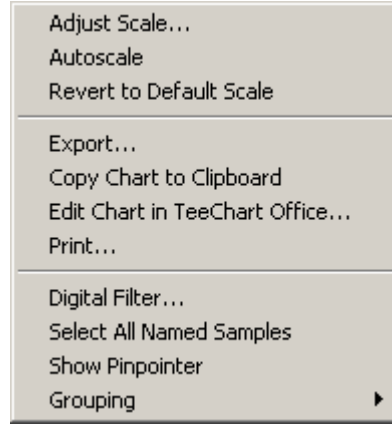 Adjust Scale...
Autoscale
Revert to Default Scale
Export...
Copy Chart to Clipboard
Edit Chart in TeeChart Office...
Print...
Digital Filter...
Select All Named Samples
Show Pinpointer
Grouping